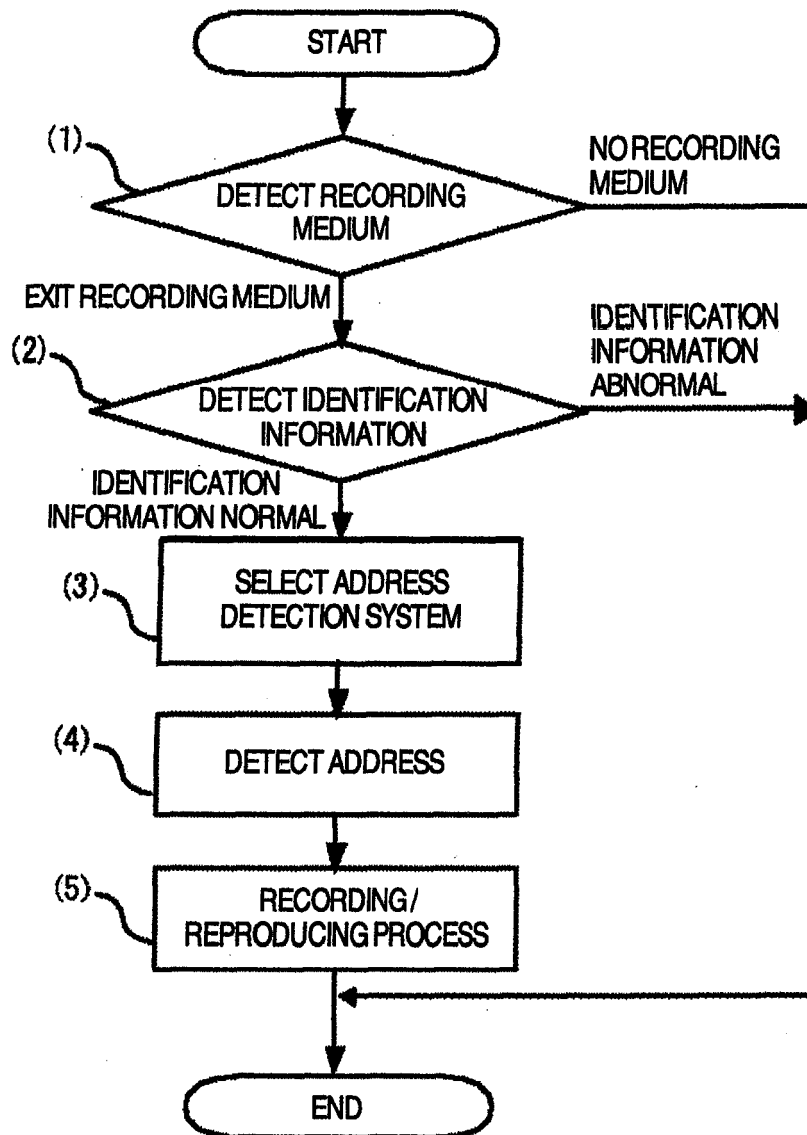 START
(1)
DETECT RECORDING
MEDIUM
NO RECORDING
MEDIUM
EXIT RECORDING MEDIUM
(2)
DETECT IDENTIFICATION
INFORMATION
IDENTIFICATION
INFORMATION
ABNORMAL
IDENTIFICATION
INFORMATION NORMAL
(3)
SELECT ADDRESS
DETECTION SYSTEM
(4)
DETECT ADDRESS
(5)
RECORDING/
REPRODUCING PROCESS
END